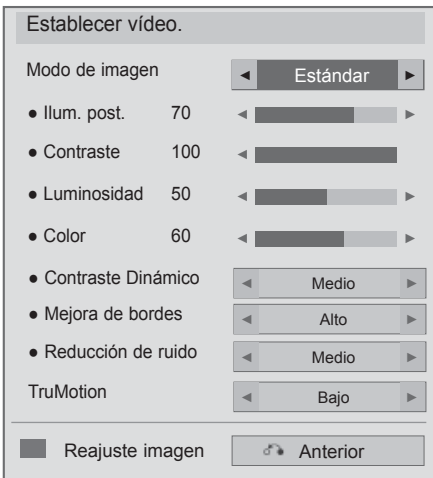 Establecer vídeo.
Modo de imagen ◄ Estándar ►
● Ilum. post. 70 ◄ ►
● Contraste 100 ◄
● Luminosidad 50 ◄ ►
● Color 60 ◄ ►
● Contraste Dinámico ◄ Medio ►
● Mejora de bordes ◄ Alto ►
● Reducción de ruido ◄ Medio ►
TruMotion ◄ Bajo ►
Reajuste imagen Anterior